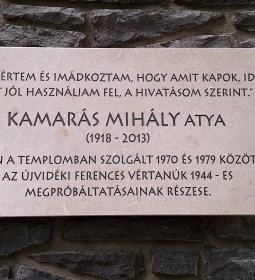 ÉRTEM ÉS IMÁDKOZTAM, HOGY AMIT KAPOK,
JÓL HASZNÁLJAM FEL, A HIVATÁSOM SZERINT."
KAMARÁS MIHÁLY ATYA
(1918 - 2013)
A TEMPLOMBAN SZOLGÁLT 1970 ÉS 1979 KÖZÖT
AZ ÚJVIDÉKI FERENCES VÉRTANÚK 1944 - ES
MEGPRÓBÁLTATÁSAINAK RÉSZESE.